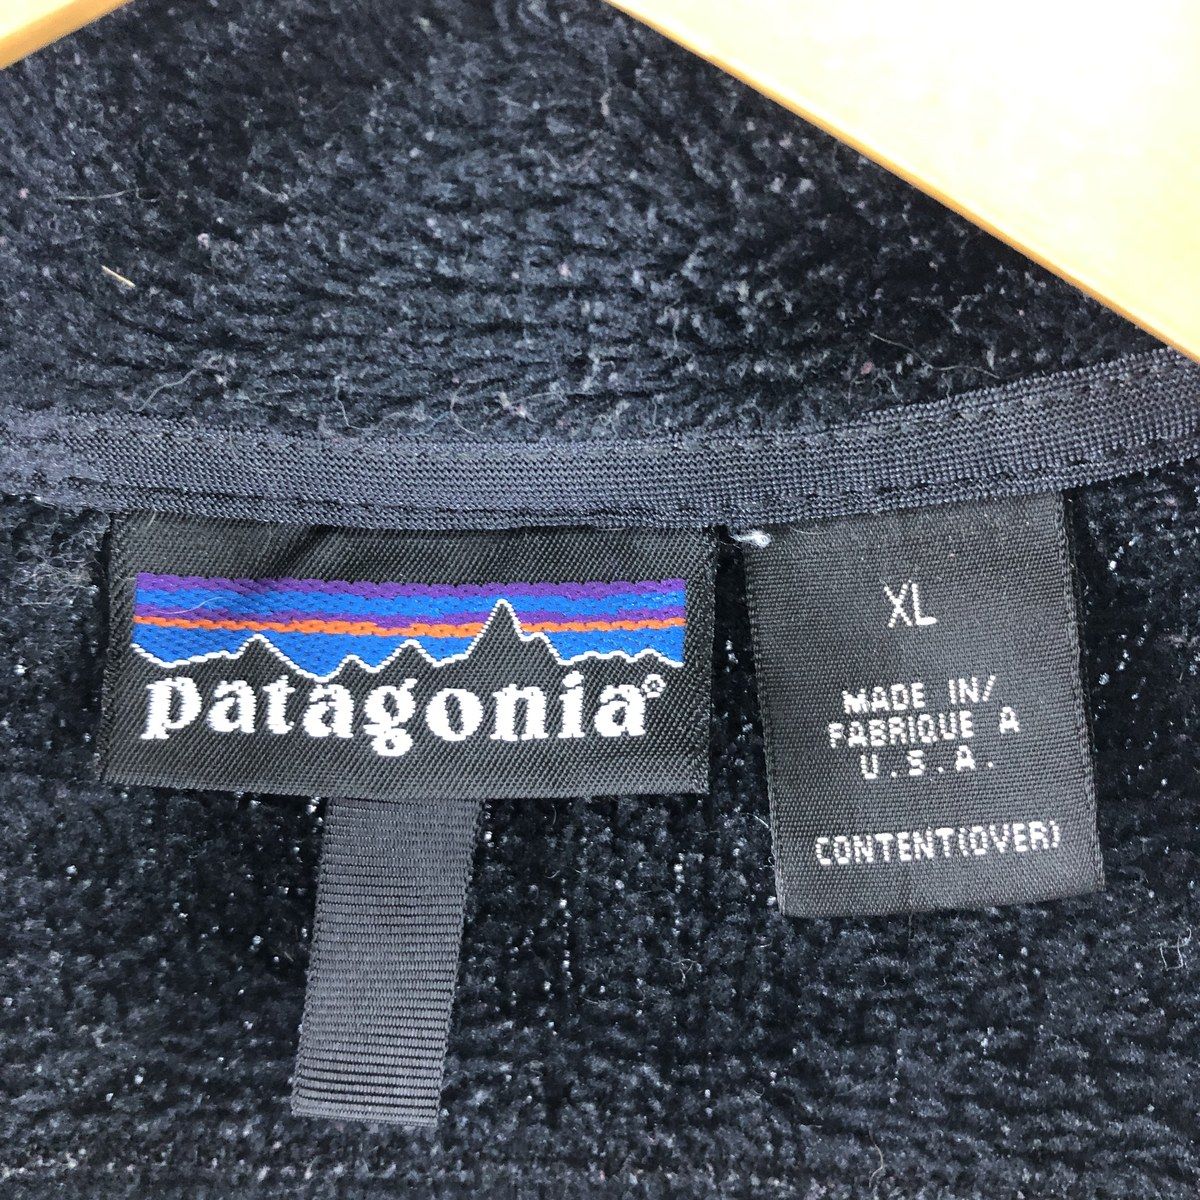 patagonia®
XL
MADE IN/
FABRIQUE A
U.S.A.
CONTENT(OVER)